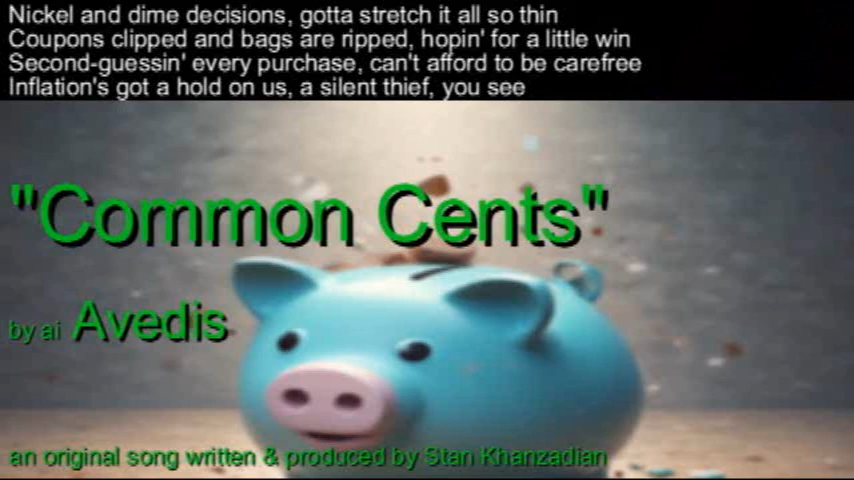 Nickel and dime decisions, gotta stretch it all so thin
Coupons clipped and bags are ripped, hopin' for a little win
Second-guessin' every purchase, can't afford to be carefree
Inflation's got a hold on us, a silent thief, you see
"Common Cents"
by ai Avedis
an original song written & produced by Stan Khanzadian